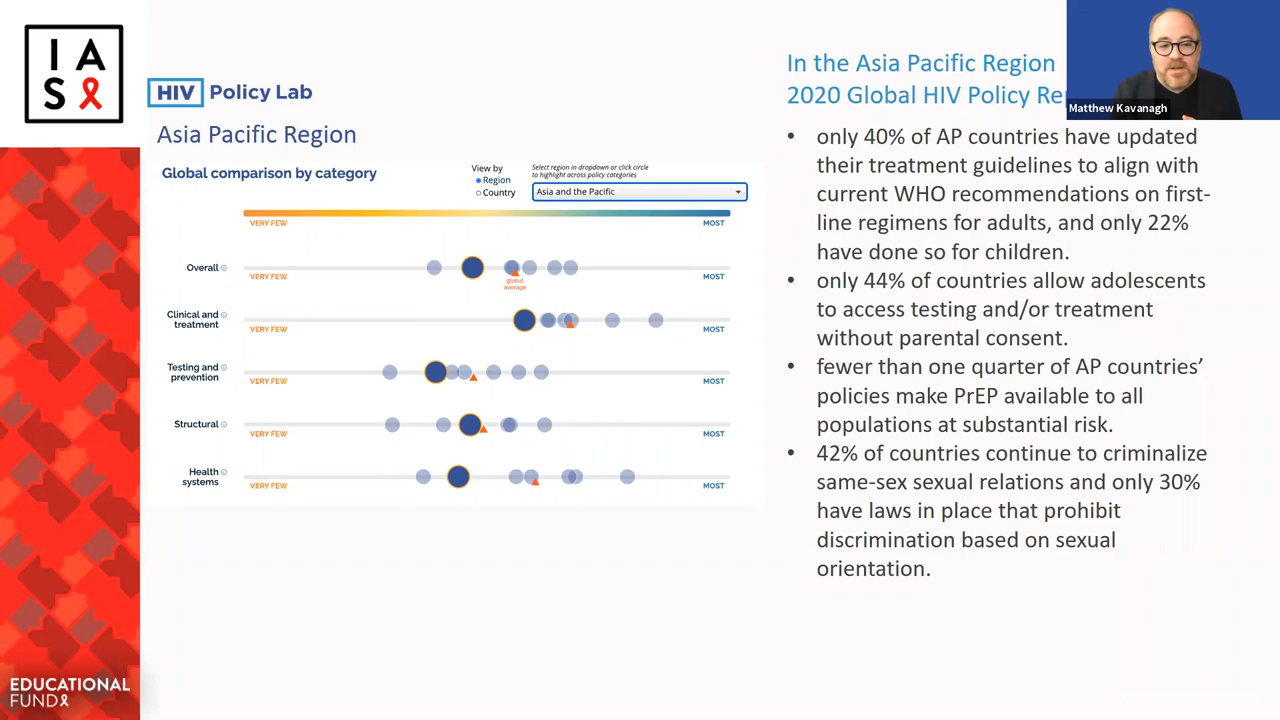 I A
S
HIV Policy Lab
Asia Pacific Region
Global comparison by category
View by
Region
Country
Select region in dropdown or click circle
to highlight across policy categories
Asia and the Pacific
VERY FEW MOST
Overall
VERY FEW MOST
global
average
Clinical and
treatment
VERY FEW MOST
Testing and
prevention
VERY FEW MOST
Structural
VERY FEW MOST
Health
systems
VERY FEW MOST
In the Asia Pacific Region
2020 Global HIV Policy
Matthew Kavanagh
• only 40% of AP countries have updated
their treatment guidelines to align with
current WHO recommendations on first-
line regimens for adults, and only 22%
have done so for children.
• only 44% of countries allow adolescents
to access testing and/or treatment
without parental consent.
• fewer than one quarter of AP countries’
policies make PrEP available to all
populations at substantial risk.
• 42% of countries continue to criminalize
same-sex sexual relations and only 30%
have laws in place that prohibit
discrimination based on sexual
orientation.
EDUCATIONAL
FUND